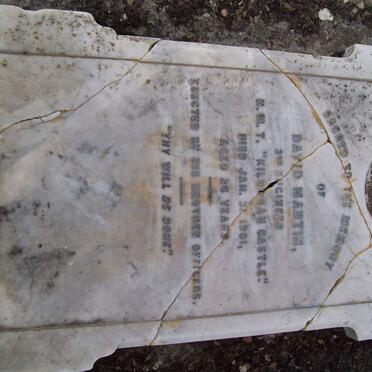 SACRED TO THE MEMORY
OF
DAVID MARTIN,
3RD ENGINEER
H.M.T. "KILDONAN CASTLE"
DIED JAN. 1901,
AGED 26 YEARS.
ERECTED BY HIS BROTHER OFFICERS.
"THY WILL BE DONE."